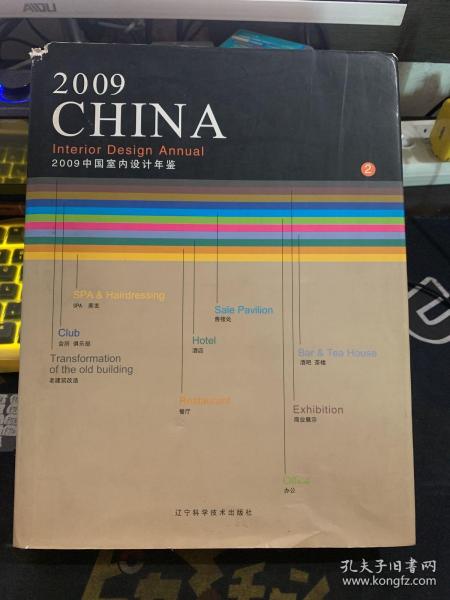 2009
CHINA
Interior Design Annual
2009中国室内设计年鉴
2
SPA & Hairdressing
SPA 美发
Sale Pavilion
售楼处
Club
会所 俱乐部
Hotel
酒店
Transformation
of the old building
老建筑改造
Bar & Tea House
酒吧 茶楼
Restaurant
餐厅
Exhibition
商业展示
Office
办公
辽宁科学技术出版社
孔夫子旧书网
www.kongfz.com